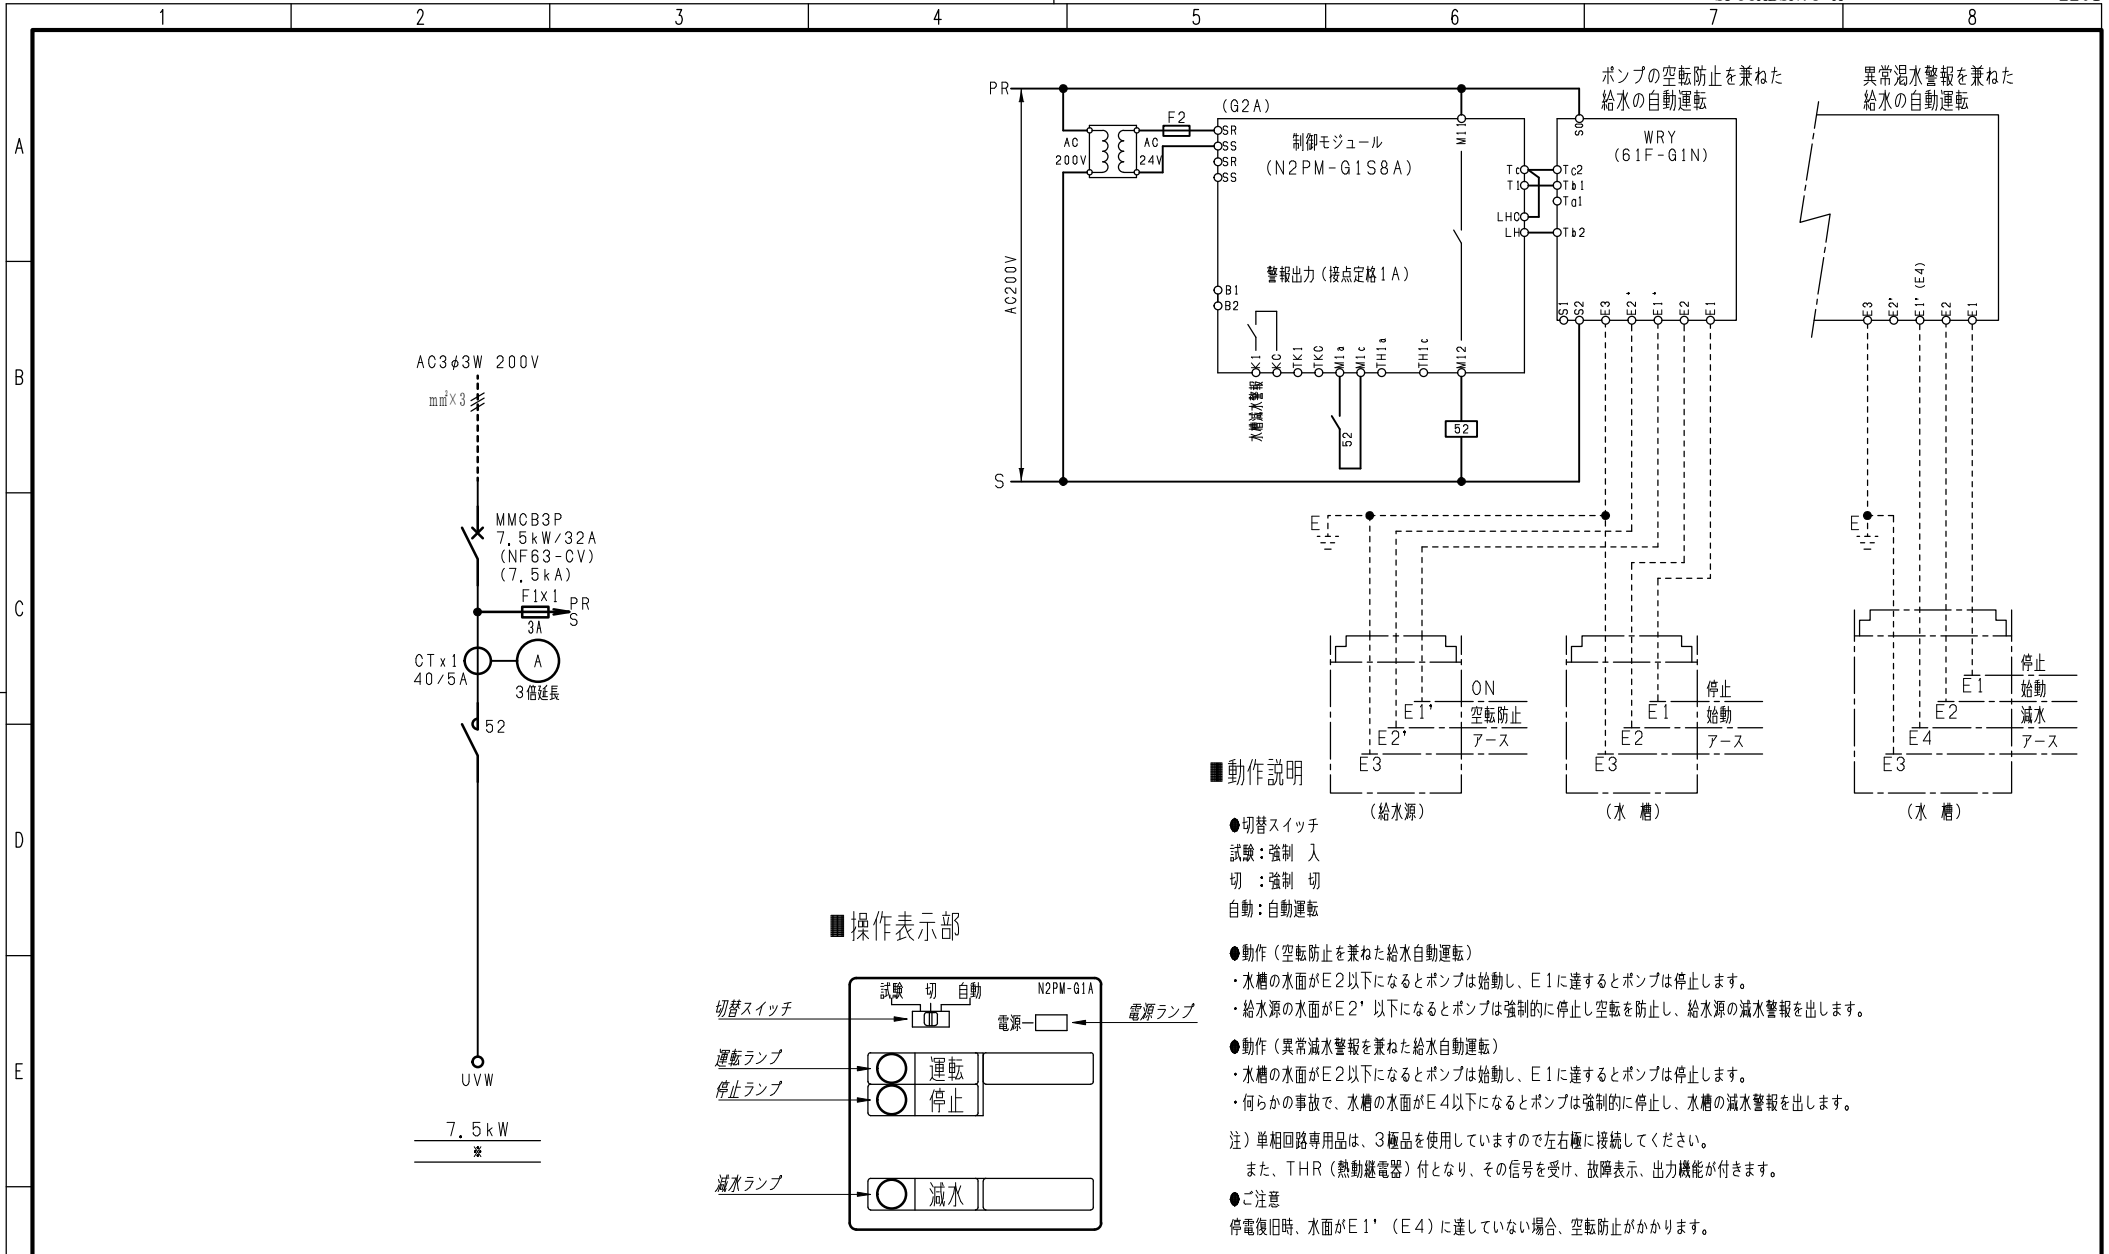 1 2 3 4 5 6 7 8
A
B
C
D
E
AC3φ3W 200V
mm²×3
MMCB3P
7.5kW/32A
(NF63-CV)
(7.5kA)
F1x1
PR
S
3A
CTx1
40/5A
A
3倍延長
52
UVW
7.5kW
※
PR
AC200V
S
AC
200V
AC
24V
F2
(G2A)
SR
SS
SR
SS
制御モジュール
(N2PM-G1S8A)
M11
Tc
T1
LHC
LH
警報出力(接点定格1A)
B1
B2
K1
KC
TK1
TKC
M1a
M1c
TH1a
TH1c
M12
水槽減水警報
52
52
ポンプの空転防止を兼ねた
給水の自動運転
S0
WRY
(61F-G1N)
Tc2
Tb1
Ta1
Tb2
S1
S2
E3
E2'
E1'
E2
E1
異常渇水警報を兼ねた
給水の自動運転
E3
E2'
E1'(E4)
E2
E1
E
E
ON
E1'
空転防止
E2'
アース
E3
(給水源)
停止
E1
始動
E2
アース
E3
(水 槽)
停止
E1
始動
E2
減水
E4
アース
E3
(水 槽)
■動作説明
●切替スイッチ
試験:強制 入
切 :強制 切
自動:自動運転
●動作(空転防止を兼ねた給水自動運転)
・水槽の水面がE2以下になるとポンプは始動し、E1に達するとポンプは停止します。
・給水源の水面がE2'以下になるとポンプは強制的に停止し空転を防止し、給水源の減水警報を出します。
●動作(異常減水警報を兼ねた給水自動運転)
・水槽の水面がE2以下になるとポンプは始動し、E1に達するとポンプは停止します。
・何らかの事故で、水槽の水面がE4以下になるとポンプは強制的に停止し、水槽の減水警報を出します。
注)単相回路専用品は、3極品を使用していますので左右極に接続してください。
また、THR(熱動継電器)付となり、その信号を受け、故障表示、出力機能が付きます。
●ご注意
停電復旧時、水面がE1'(E4)に達していない場合、空転防止がかかります。
■操作表示部
試験 切 自動
N2PM-G1A
切替スイッチ
電源
電源ランプ
運転ランプ
運転
停止ランプ
停止
減水ランプ
減水